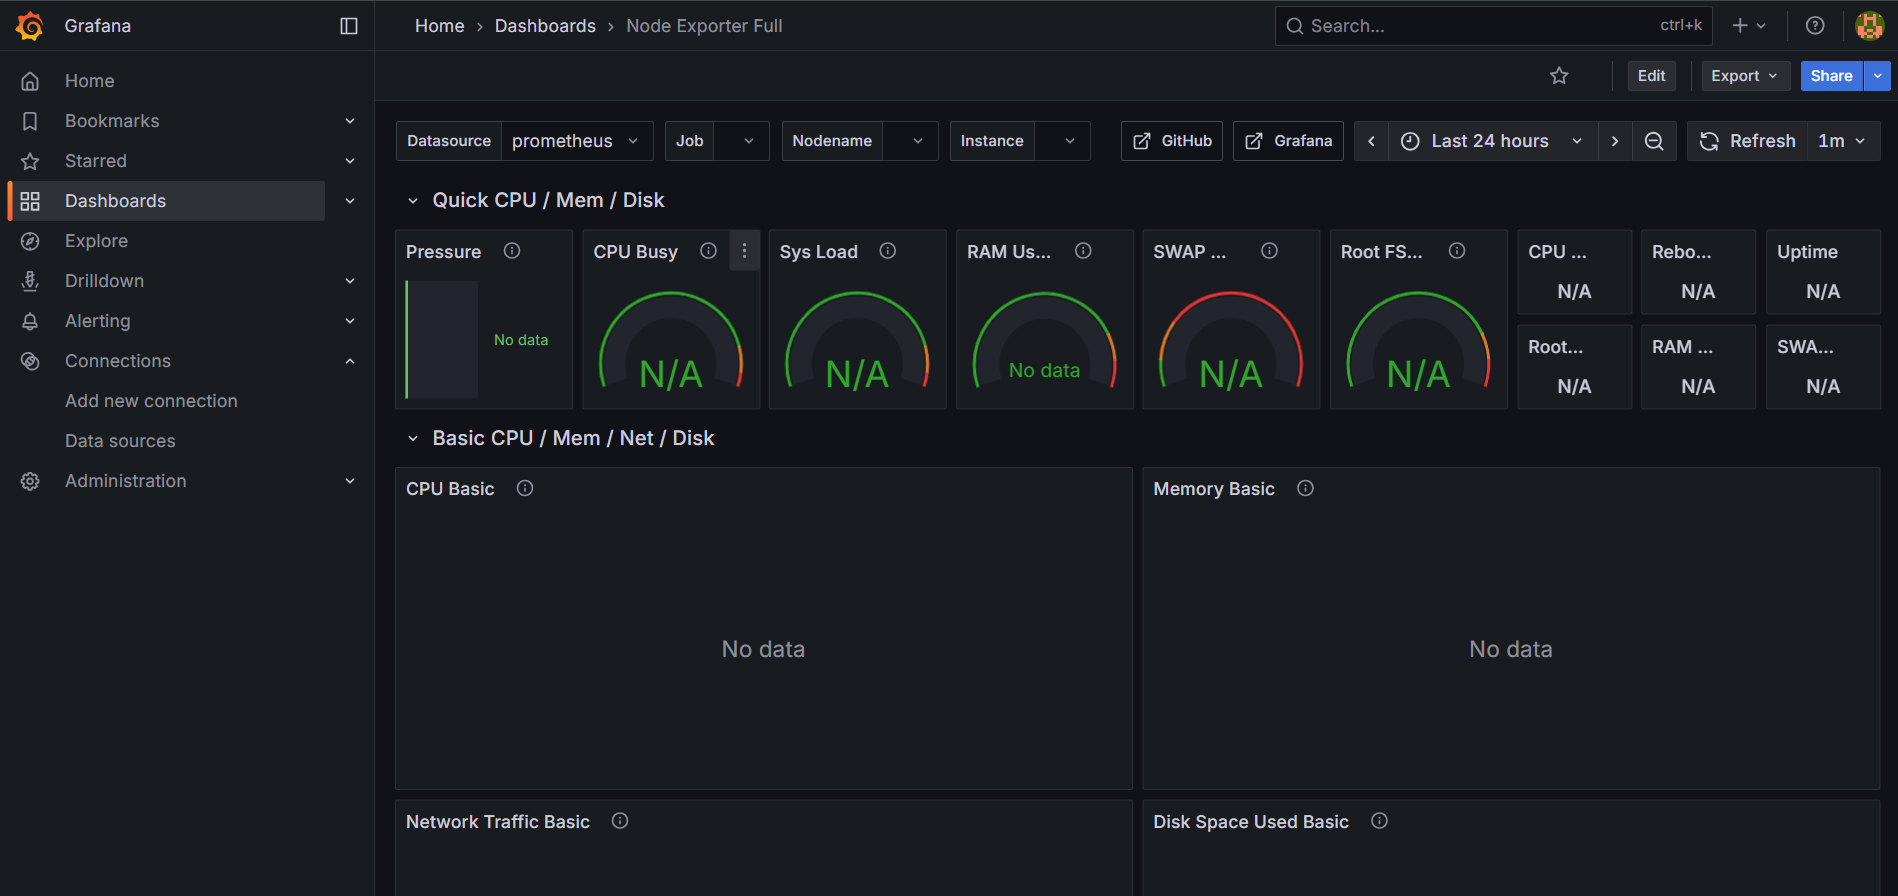 Grafana
Home › Dashboards › Node Exporter Full
Search... ctrl+k
Home
Bookmarks
Starred
Dashboards
Explore
Drilldown
Alerting
Connections
Add new connection
Data sources
Administration
Edit Export Share
Datasource prometheus Job Nodename Instance GitHub Grafana Last 24 hours Refresh 1m
Quick CPU / Mem / Disk
Pressure
No data
CPU Busy
N/A
Sys Load
N/A
RAM Us...
No data
SWAP ...
N/A
Root FS...
N/A
CPU ...
N/A
Rebo...
N/A
Uptime
N/A
Root...
N/A
RAM ...
N/A
SWA...
N/A
Basic CPU / Mem / Net / Disk
CPU Basic
No data
Memory Basic
No data
Network Traffic Basic
Disk Space Used Basic